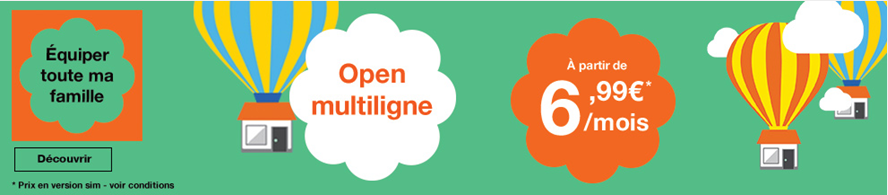 Équiper
toute ma
famille
Découvrir
* Prix en version sim - voir conditions
Open
multiligne
À partir de
6,99€*
/mois